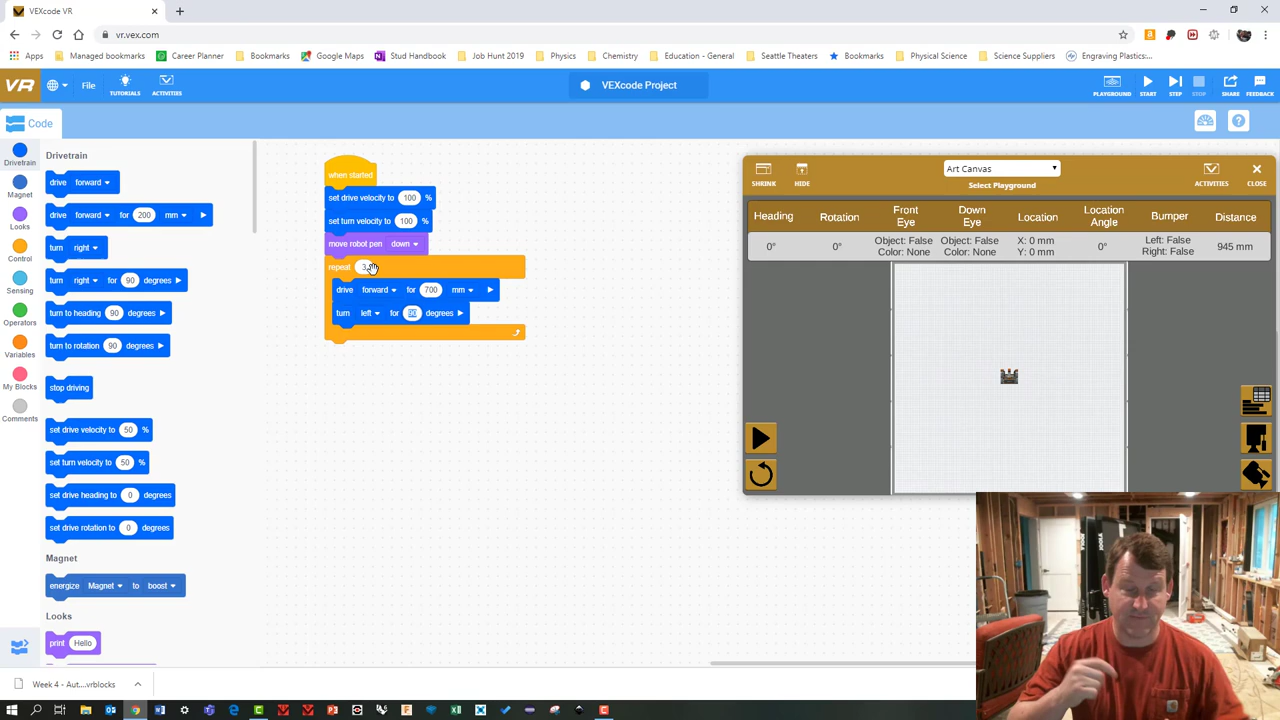 VEXcode VR
vr.vex.com
Apps Managed bookmarks Career Planner Bookmarks Google Maps Stud Handbook Job Hunt 2019 Physics Chemistry Education - General Seattle Theaters Bookmarks Physical Science Science Suppliers Engraving Plastics:...
VR File TUTORIALS ACTIVITIES VEXcode Project PLAYGROUND START STEP STOP SHARE FEEDBACK
Code
Drivetrain
Magnet
Looks
Control
Sensing
Operators
Variables
My Blocks
Comments
Drivetrain
drive forward
drive forward for 200 mm
turn right
turn right for 90 degrees
turn to heading 90 degrees
turn to rotation 90 degrees
stop driving
set drive velocity to 50 %
set turn velocity to 50 %
set drive heading to 0 degrees
set drive rotation to 0 degrees
Magnet
energize Magnet to boost
Looks
print Hello
when started
set drive velocity to 100 %
set turn velocity to 100 %
move robot pen down
repeat 3
drive forward for 700 mm
turn left for degrees
SHRINK HIDE Art Canvas ACTIVITIES CLOSE
Select Playground
Heading Rotation Front Eye Down Eye Location Location Angle Bumper Distance
0° 0° Object: False Color: None Object: False Color: None X: 0 mm Y: 0 mm 0° Left: False Right: False 945 mm
Week 4 - Aut....vrblocks